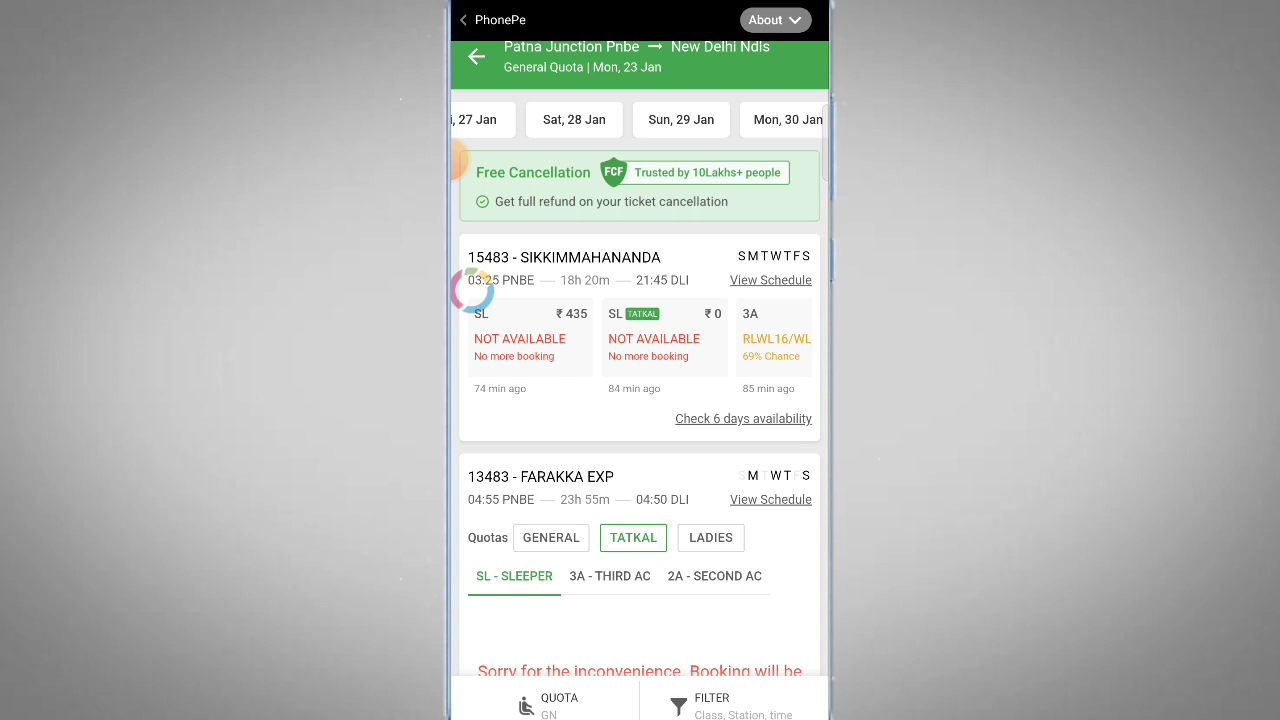 PhonePe About
Patna Junction Pnbe → New Delhi Ndls
General Quota | Mon, 23 Jan
i, 27 Jan Sat, 28 Jan Sun, 29 Jan Mon, 30 Jan
Free Cancellation FCF Trusted by 10Lakhs+ people
Get full refund on your ticket cancellation
15483 - SIKKIMMAHANANDA S M T W T F S
03:25 PNBE — 18h 20m — 21:45 DLI View Schedule
SL ₹ 435 SL TATKAL ₹ 0 3A
NOT AVAILABLE NOT AVAILABLE RLWL16/WL
No more booking No more booking 69% Chance
74 min ago 84 min ago 85 min ago
Check 6 days availability
13483 - FARAKKA EXP S M T W T F S
04:55 PNBE — 23h 55m — 04:50 DLI View Schedule
Quotas GENERAL TATKAL LADIES
SL - SLEEPER 3A - THIRD AC 2A - SECOND AC
Sorry for the inconvenience. Booking will be
QUOTA FILTER
GN Class, Station, time